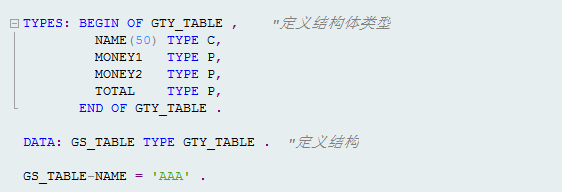 TYPES: BEGIN OF GTY_TABLE ,    "定义结构体类型
         NAME(50) TYPE C,
         MONEY1   TYPE P,
         MONEY2   TYPE P,
         TOTAL    TYPE P,
       END OF GTY_TABLE .
DATA: GS_TABLE TYPE GTY_TABLE .  "定义结构
GS_TABLE-NAME = 'AAA' .